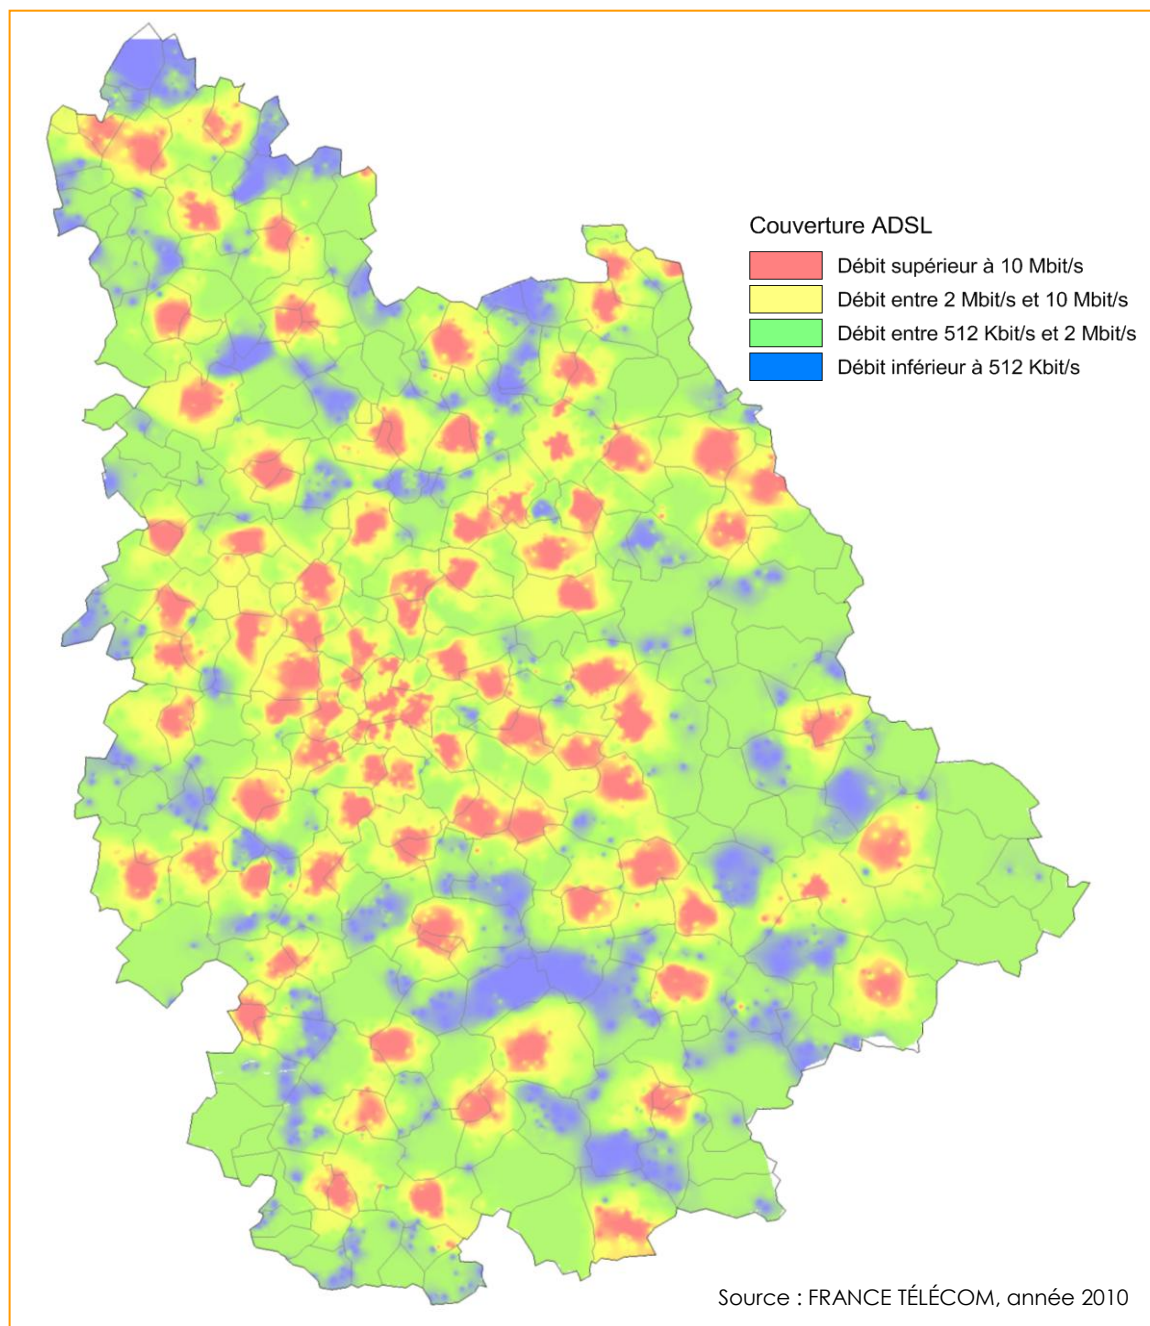 Couverture ADSL
Débit supérieur à 10 Mbit/s
Débit entre 2 Mbit/s et 10 Mbit/s
Débit entre 512 Kbit/s et 2 Mbit/s
Débit inférieur à 512 Kbit/s
Source : FRANCE TÉLÉCOM, année 2010